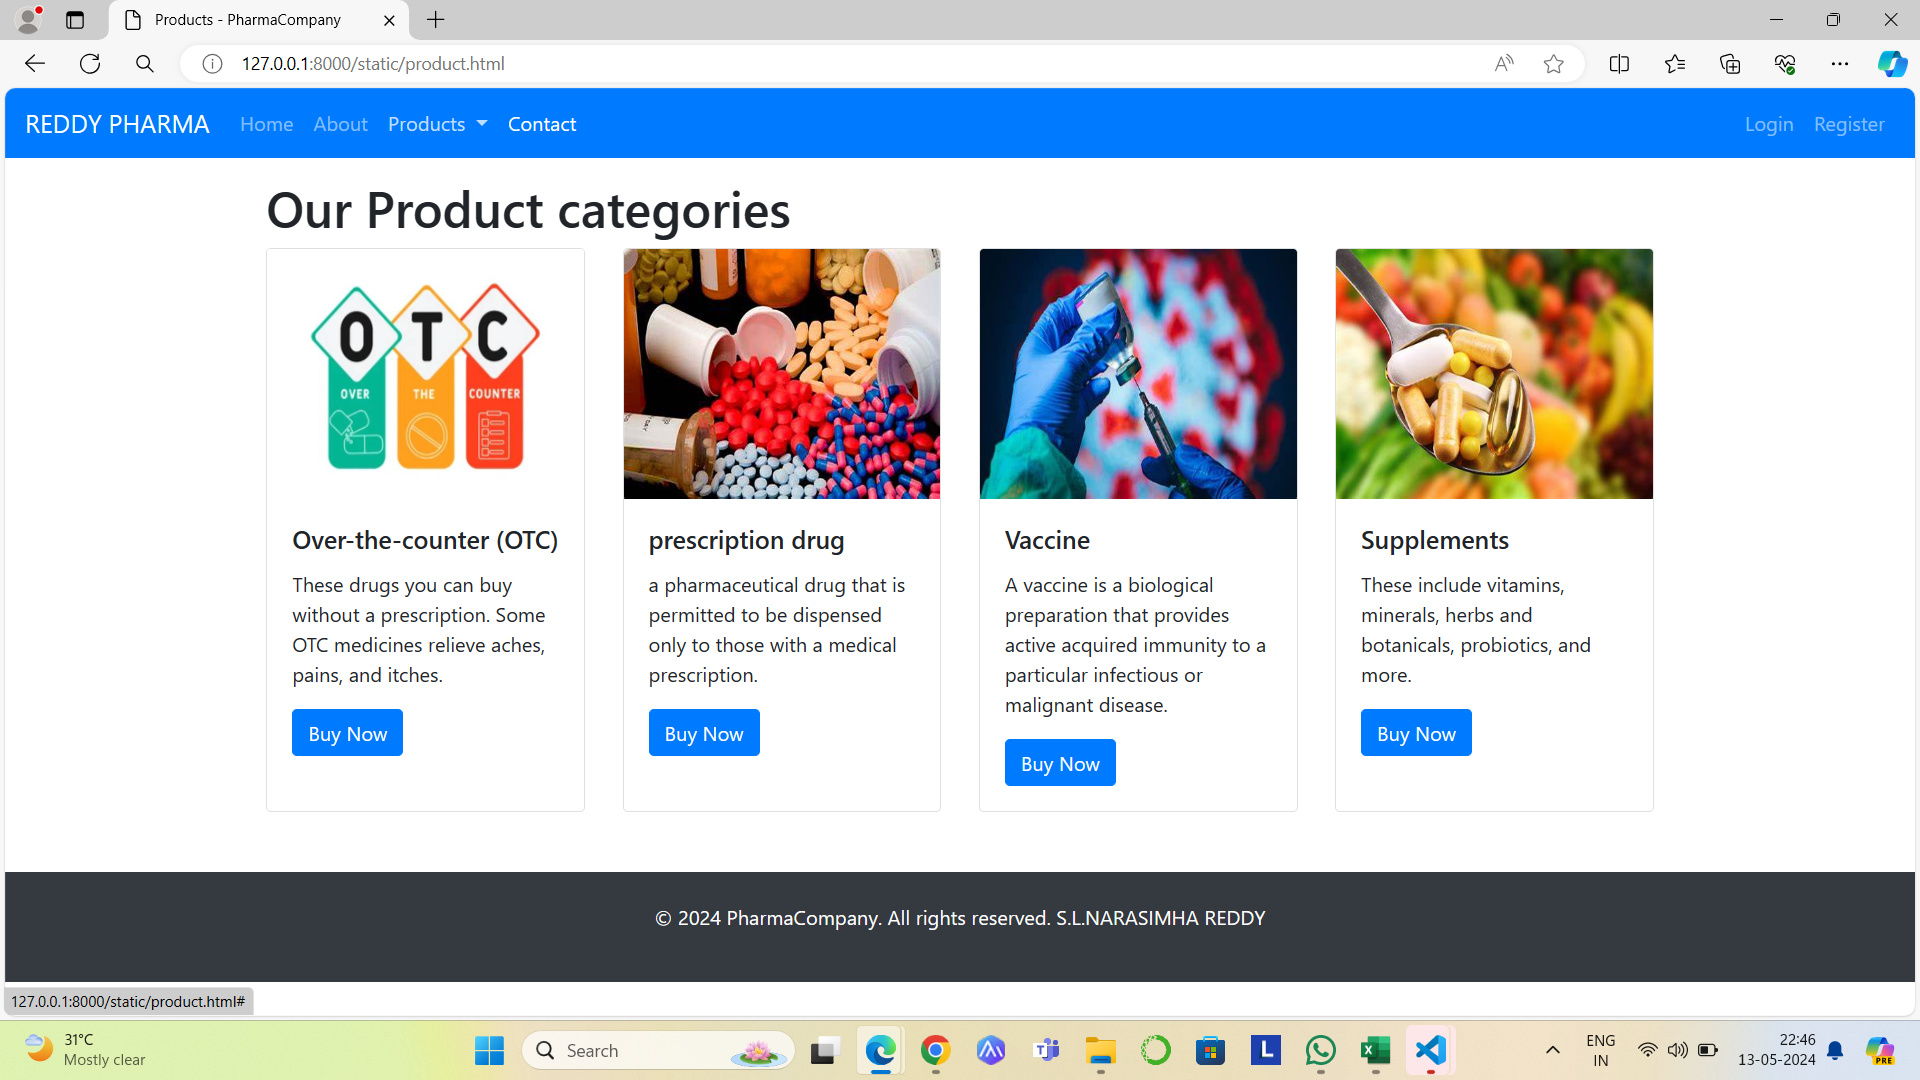 Products - PharmaCompany
127.0.0.1:8000/static/product.html
REDDY PHARMA Home About Products Contact Login Register
Our Product categories
O T C
OVER THE COUNTER
Over-the-counter (OTC)
These drugs you can buy
without a prescription. Some
OTC medicines relieve aches,
pains, and itches.
Buy Now
prescription drug
a pharmaceutical drug that is
permitted to be dispensed
only to those with a medical
prescription.
Buy Now
Vaccine
A vaccine is a biological
preparation that provides
active acquired immunity to a
particular infectious or
malignant disease.
Buy Now
Supplements
These include vitamins,
minerals, herbs and
botanicals, probiotics, and
more.
Buy Now
© 2024 PharmaCompany. All rights reserved. S.L.NARASIMHA REDDY
127.0.0.1:8000/static/product.html#
31°C
Mostly clear
Search
L
ENG
IN
22:46
13-05-2024
PRE